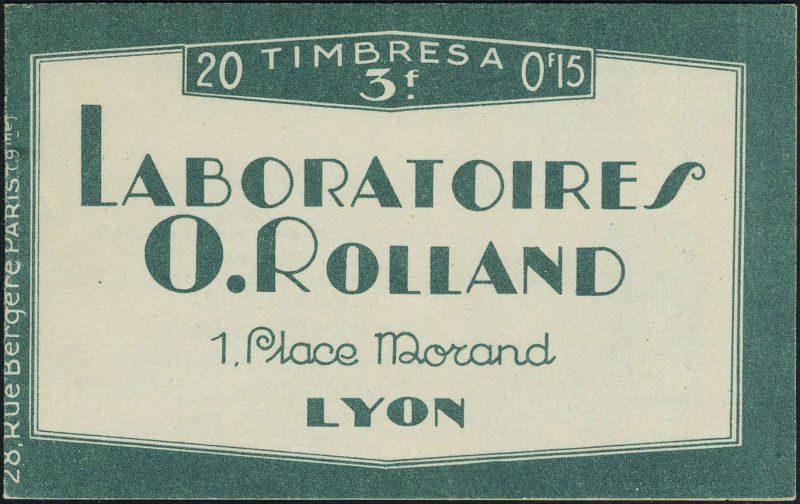 20 TIMBRES A 0f15
3f.
LABORATOIRES
O. ROLLAND
1, Place Morand
LYON
28, Rue Bergère PARIS (9me)